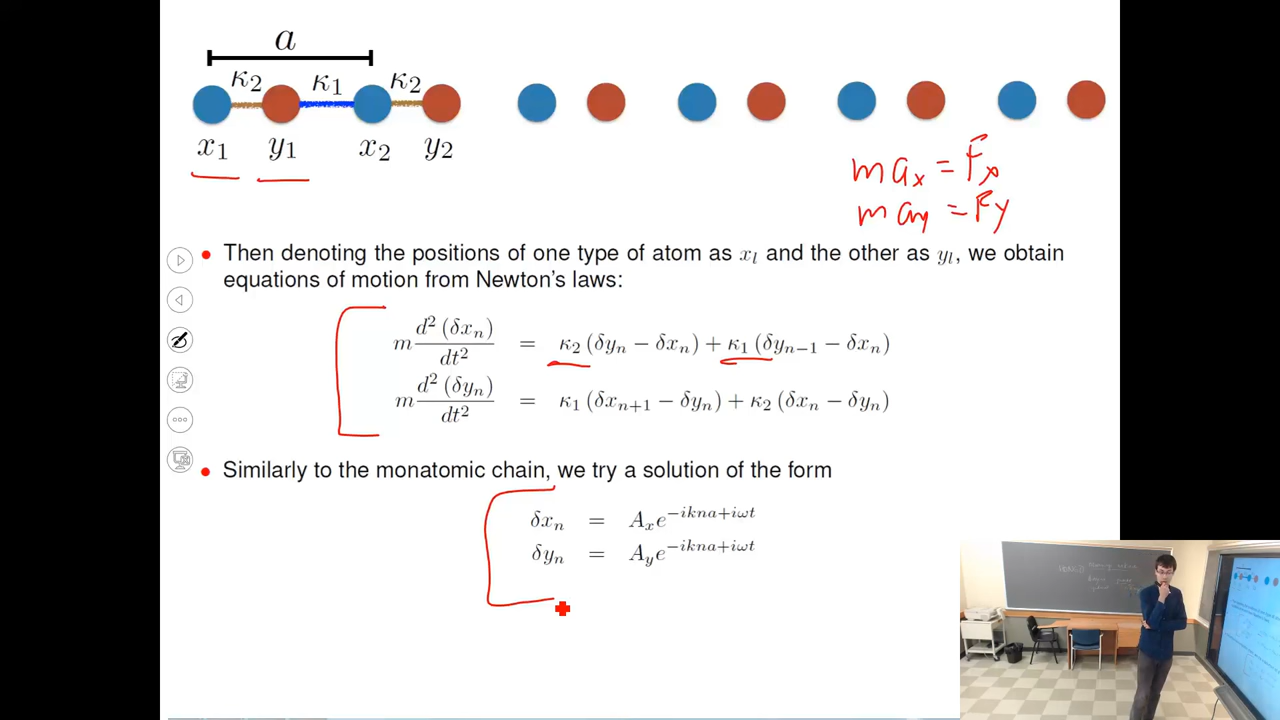 a
κ2 κ1 κ2
x1 y1 x2 y2
max = Fx
may = Fy
• Then denoting the positions of one type of atom as xl and the other as yl, we obtain
equations of motion from Newton's laws:
m d²(δxn)/dt² = κ2 (δyn − δxn) + κ1 (δyn−1 − δxn)
m d²(δyn)/dt² = κ1 (δxn+1 − δyn) + κ2 (δxn − δyn)
• Similarly to the monatomic chain, we try a solution of the form
δxn = Ax e^{−ikna+iωt}
δyn = Ay e^{−ikna+iωt}